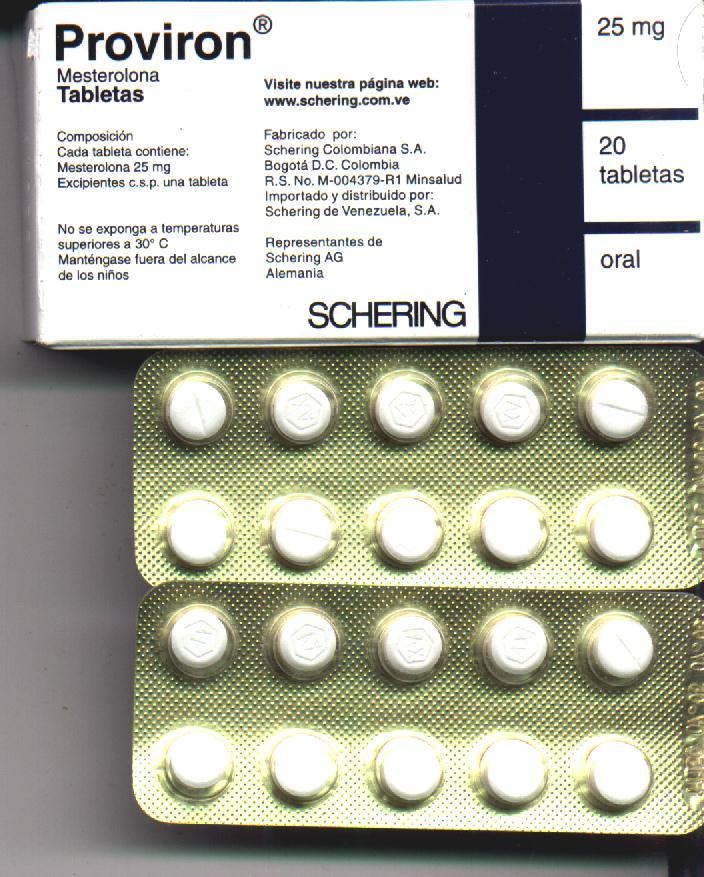 Proviron®
Mesterolona
Tabletas
Composición
Cada tableta contiene:
Mesterolona 25 mg
Excipientes c.s.p. una tableta
No se exponga a temperaturas
superiores a 30° C
Manténgase fuera del alcance
de los niños
Visite nuestra página web:
www.schering.com.ve
Fabricado por:
Schering Colombiana S.A.
Bogotá D.C. Colombia
R.S. No. M-004379-R1 Minsalud
Importado y distribuido por:
Schering de Venezuela, S.A.
Representantes de
Schering AG
Alemania
SCHERING
25 mg
20
tabletas
oral